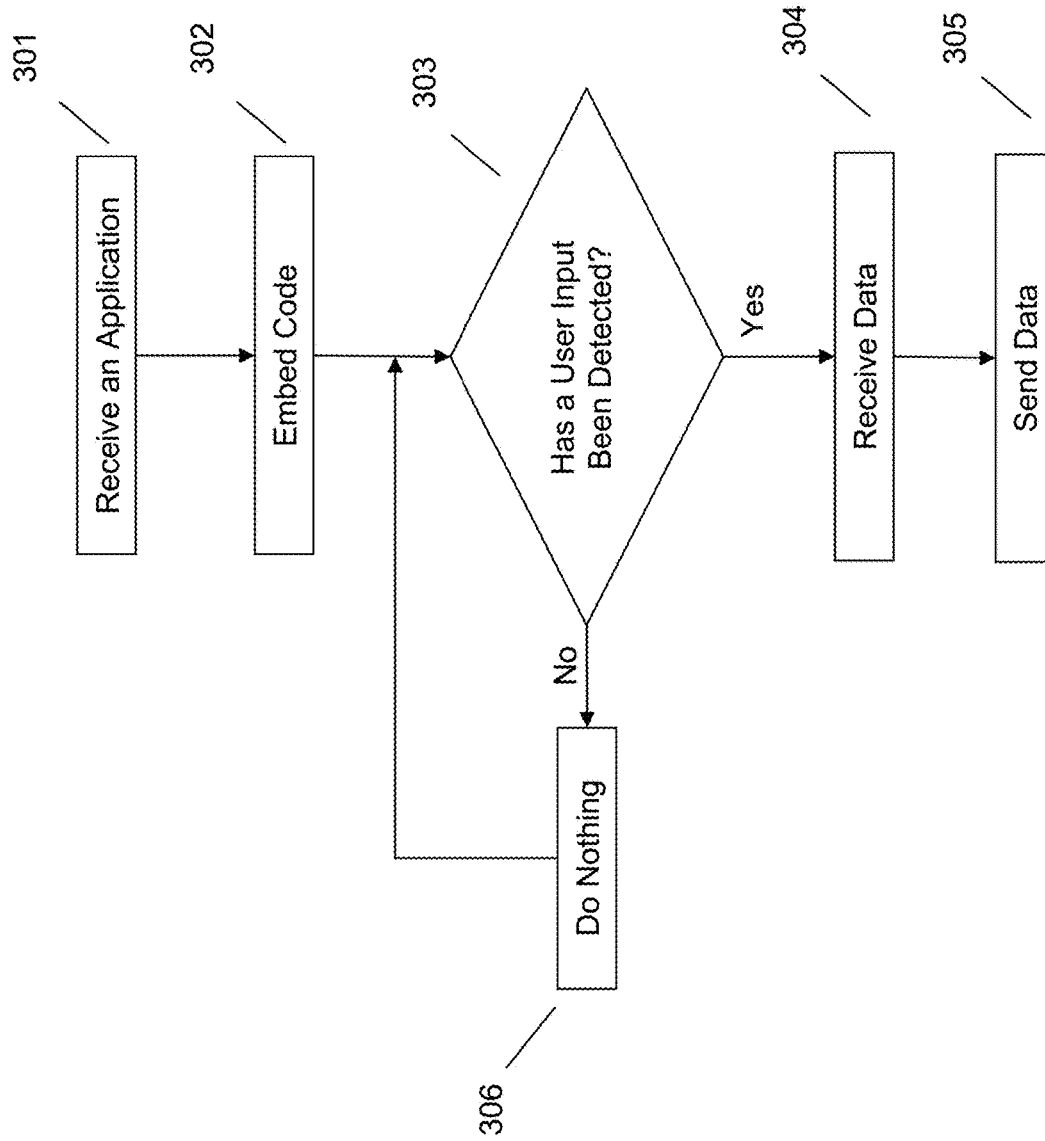 301
Receive an Application
302
Embed Code
303
Has a User Input
Been Detected?
No
Yes
306
Do Nothing
304
Receive Data
305
Send Data